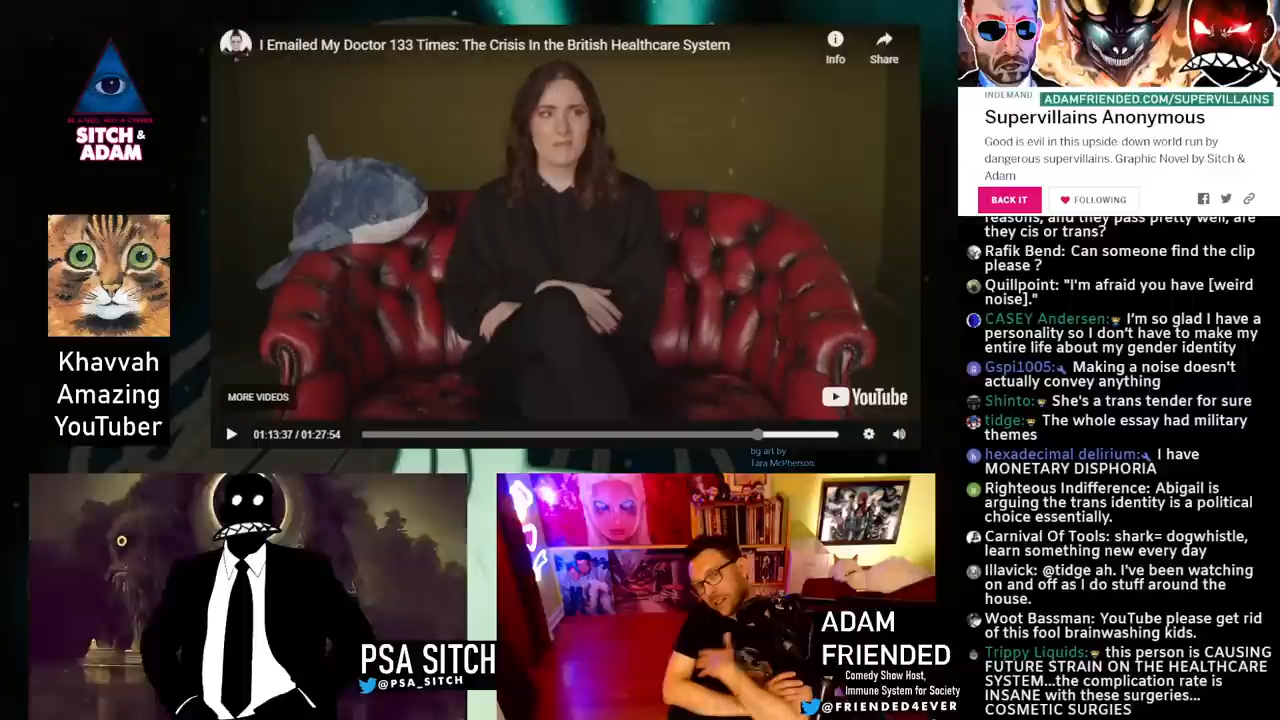 I Emailed My Doctor 133 Times: The Crisis In the British Healthcare System
Info
Share
SITCH &
ADAM
Khavvah
Amazing
YouTuber
MORE VIDEOS
YouTube
01:13:37 / 01:27:54
bg art by
Tara McPherson
PSA SITCH
@PSA_SITCH
ADAM
FRIENDED
Comedy Show Host,
Immune System for Society
@FRIENDED4EVER
INDEMAND
ADAMFRIENDED.COM/SUPERVILLAINS
Supervillains Anonymous
Good is evil in this upside-down world run by
dangerous supervillains. Graphic Novel by Sitch &
Adam
BACK IT
FOLLOWING
reasons, and they pass pretty well, are
they cis or trans?
Rafik Bend: Can someone find the clip
please ?
Quillpoint: "I'm afraid you have [weird
noise]."
CASEY Andersen: I'm so glad I have a
personality so I don't have to make my
entire life about my gender identity
Gspi1005: Making a noise doesn't
actually convey anything
Shinto: She's a trans tender for sure
tidge: The whole essay had military
themes
hexadecimal delirium: I have
MONETARY DISPHORIA
Righteous Indifference: Abigail is
arguing the trans identity is a political
choice essentially.
Carnival Of Tools: shark= dogwhistle,
learn something new every day
Illavick: @tidge ah. I've been watching
on and off as I do stuff around the
house.
Woot Bassman: YouTube please get rid
of this fool brainwashing kids.
Trippy Liquids: this person is CAUSING
FUTURE STRAIN ON THE HEALTHCARE
SYSTEM...the complication rate is
INSANE with these surgeries...
COSMETIC SURGIES